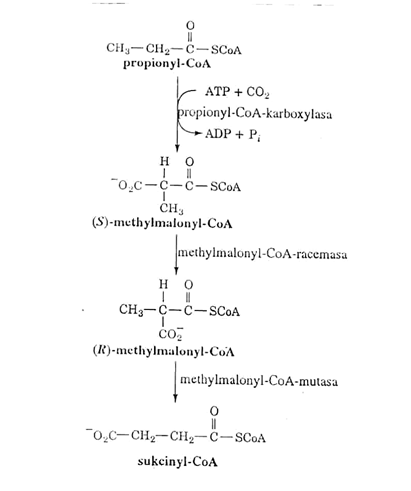 O
||
CH₃—CH₂—C—SCoA
propionyl-CoA
ATP + CO₂
propionyl-CoA-karboxylasa
ADP + Pᵢ
H O
| ||
⁻O₂C—C—C—SCoA
|
CH₃
(S)-methylmalonyl-CoA
methylmalonyl-CoA-racemasa
H O
| ||
CH₃—C—C—SCoA
|
CO₂⁻
(R)-methylmalonyl-CoA
methylmalonyl-CoA-mutasa
O
||
⁻O₂C—CH₂—CH₂—C—SCoA
sukcinyl-CoA